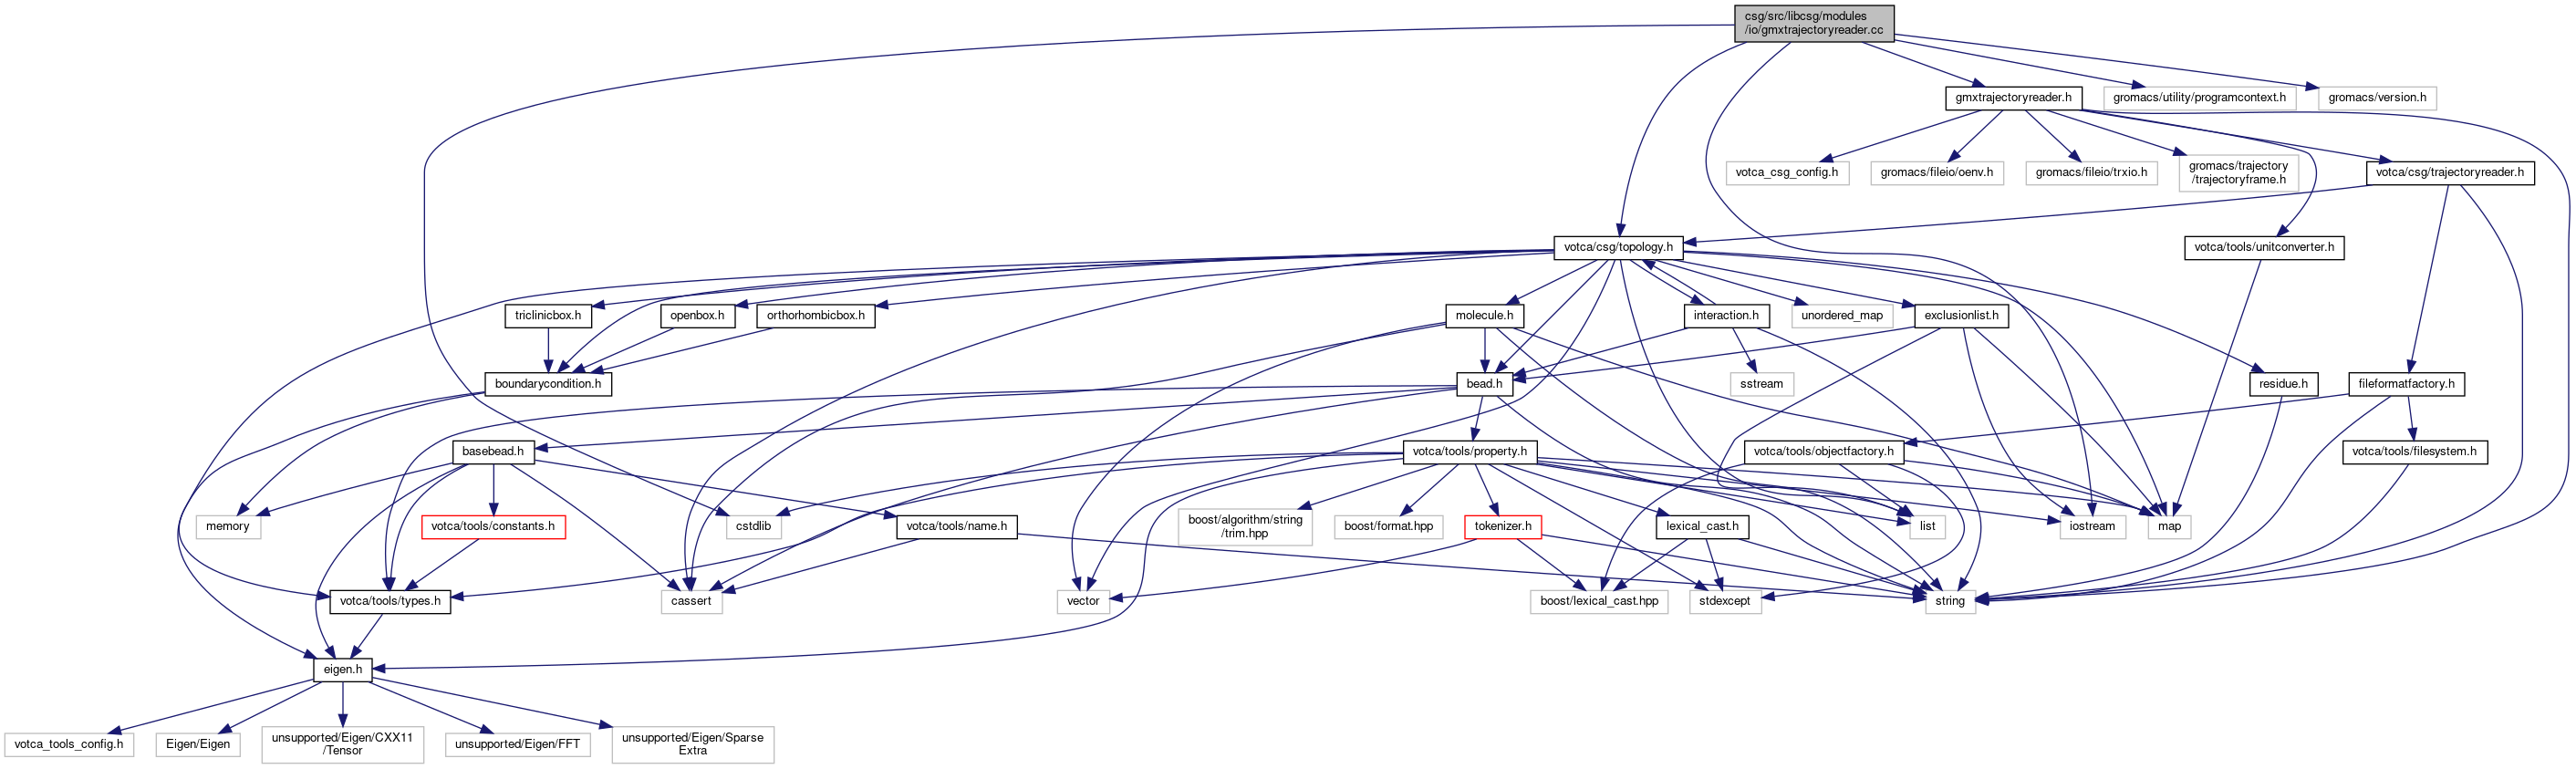 csg/src/libcsg/modules
/io/gmxtrajectoryreader.cc
gmxtrajectoryreader.h
gromacs/utility/programcontext.h
gromacs/version.h
votca_csg_config.h
gromacs/fileio/oenv.h
gromacs/fileio/trxio.h
gromacs/trajectory
/trajectoryframe.h
votca/csg/trajectoryreader.h
votca/csg/topology.h
votca/tools/unitconverter.h
triclinicbox.h
openbox.h
orthorhombicbox.h
molecule.h
interaction.h
unordered_map
exclusionlist.h
boundarycondition.h
bead.h
sstream
residue.h
fileformatfactory.h
basebead.h
votca/tools/property.h
votca/tools/objectfactory.h
votca/tools/filesystem.h
memory
votca/tools/constants.h
cstdlib
votca/tools/name.h
boost/algorithm/string
/trim.hpp
boost/format.hpp
tokenizer.h
lexical_cast.h
list
iostream
map
votca/tools/types.h
cassert
vector
boost/lexical_cast.hpp
stdexcept
string
eigen.h
votca_tools_config.h
Eigen/Eigen
unsupported/Eigen/CXX11
/Tensor
unsupported/Eigen/FFT
unsupported/Eigen/Sparse
Extra